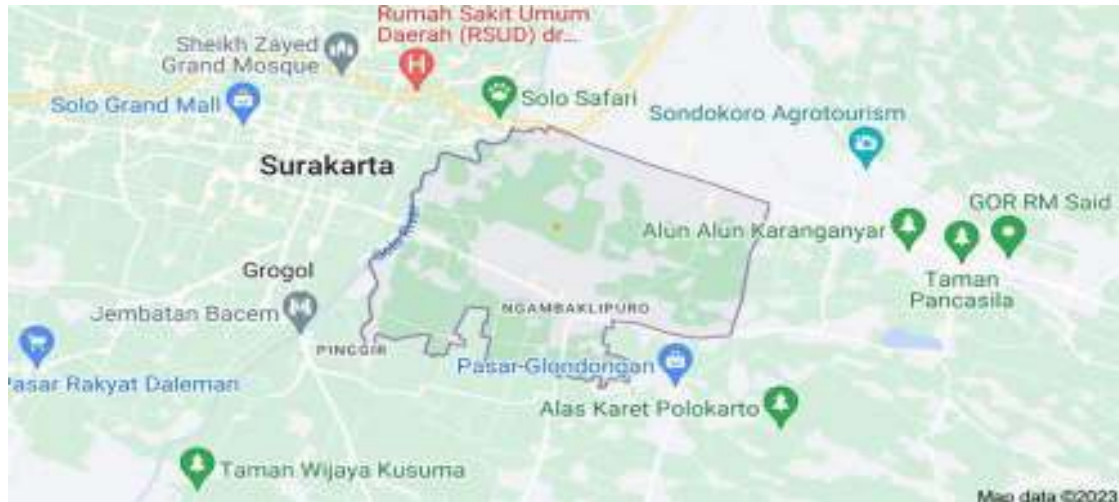 Rumah Sakit Umum
Daerah (RSUD) dr...
Sheikh Zayed
Grand Mosque
Solo Grand Mall
Solo Safari
Sondokoro Agrotourism
Surakarta
GOR RM Said
Alun Alun Karanganyar
Taman
Pancasila
Grogol
Jembatan Bacem
NGAMBAKLIPURO
PINGGIR
Pasar Rakyat Daleman
Pasar-Glondongan
Alas Karet Polokarto
Taman Wijaya Kusuma
Map data ©2023